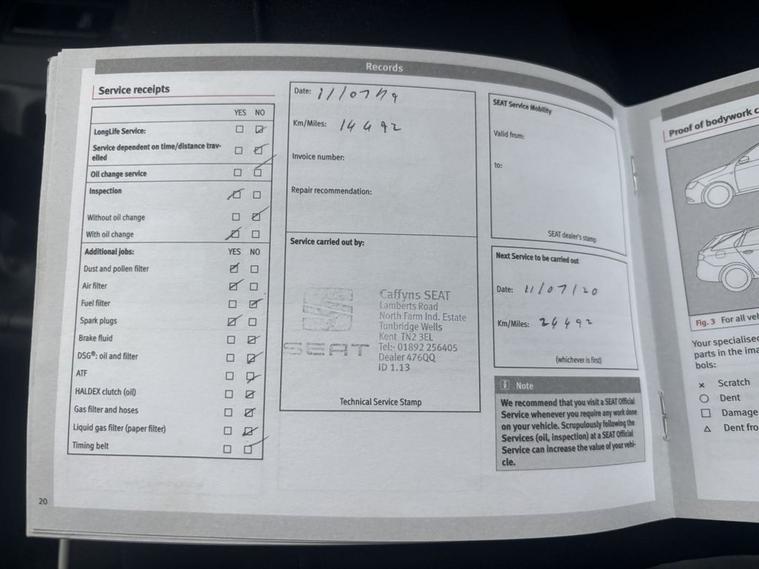 Records
Service receipts
YES NO
LongLife Service:
Service dependent on time/distance trav-
elled
Oil change service
Inspection
Without oil change
With oil change
Additional jobs: YES NO
Dust and pollen filter
Air filter
Fuel filter
Spark plugs
Brake fluid
DSG®: oil and filter
ATF
HALDEX clutch (oil)
Gas filter and hoses
Liquid gas filter (paper filter)
Timing belt
20
Date: 11/07/19
Km/Miles: 14492
Invoice number:
Repair recommendation:
Service carried out by:
SEAT
Caffyns SEAT
Lamberts Road
North Farm Ind. Estate
Tunbridge Wells
Kent TN2 3EL
Tel:- 01892 256405
Dealer 476QQ
ID 1.13
Technical Service Stamp
SEAT Service Mobility
Valid from:
to:
SEAT dealer's stamp
Next Service to be carried out
Date: 11/07/20
Km/Miles: 24492
(whichever is first)
i Note
We recommend that you visit a SEAT Official
Service whenever you require any work done
on your vehicle. Scrupulously following the
Services (oil, inspection) at a SEAT Official
Service can increase the value of your vehi-
cle.
Proof of bodywork c
Fig. 3 For all veh
Your specialise
parts in the ima
bols:
x Scratch
○ Dent
□ Damage
△ Dent fro